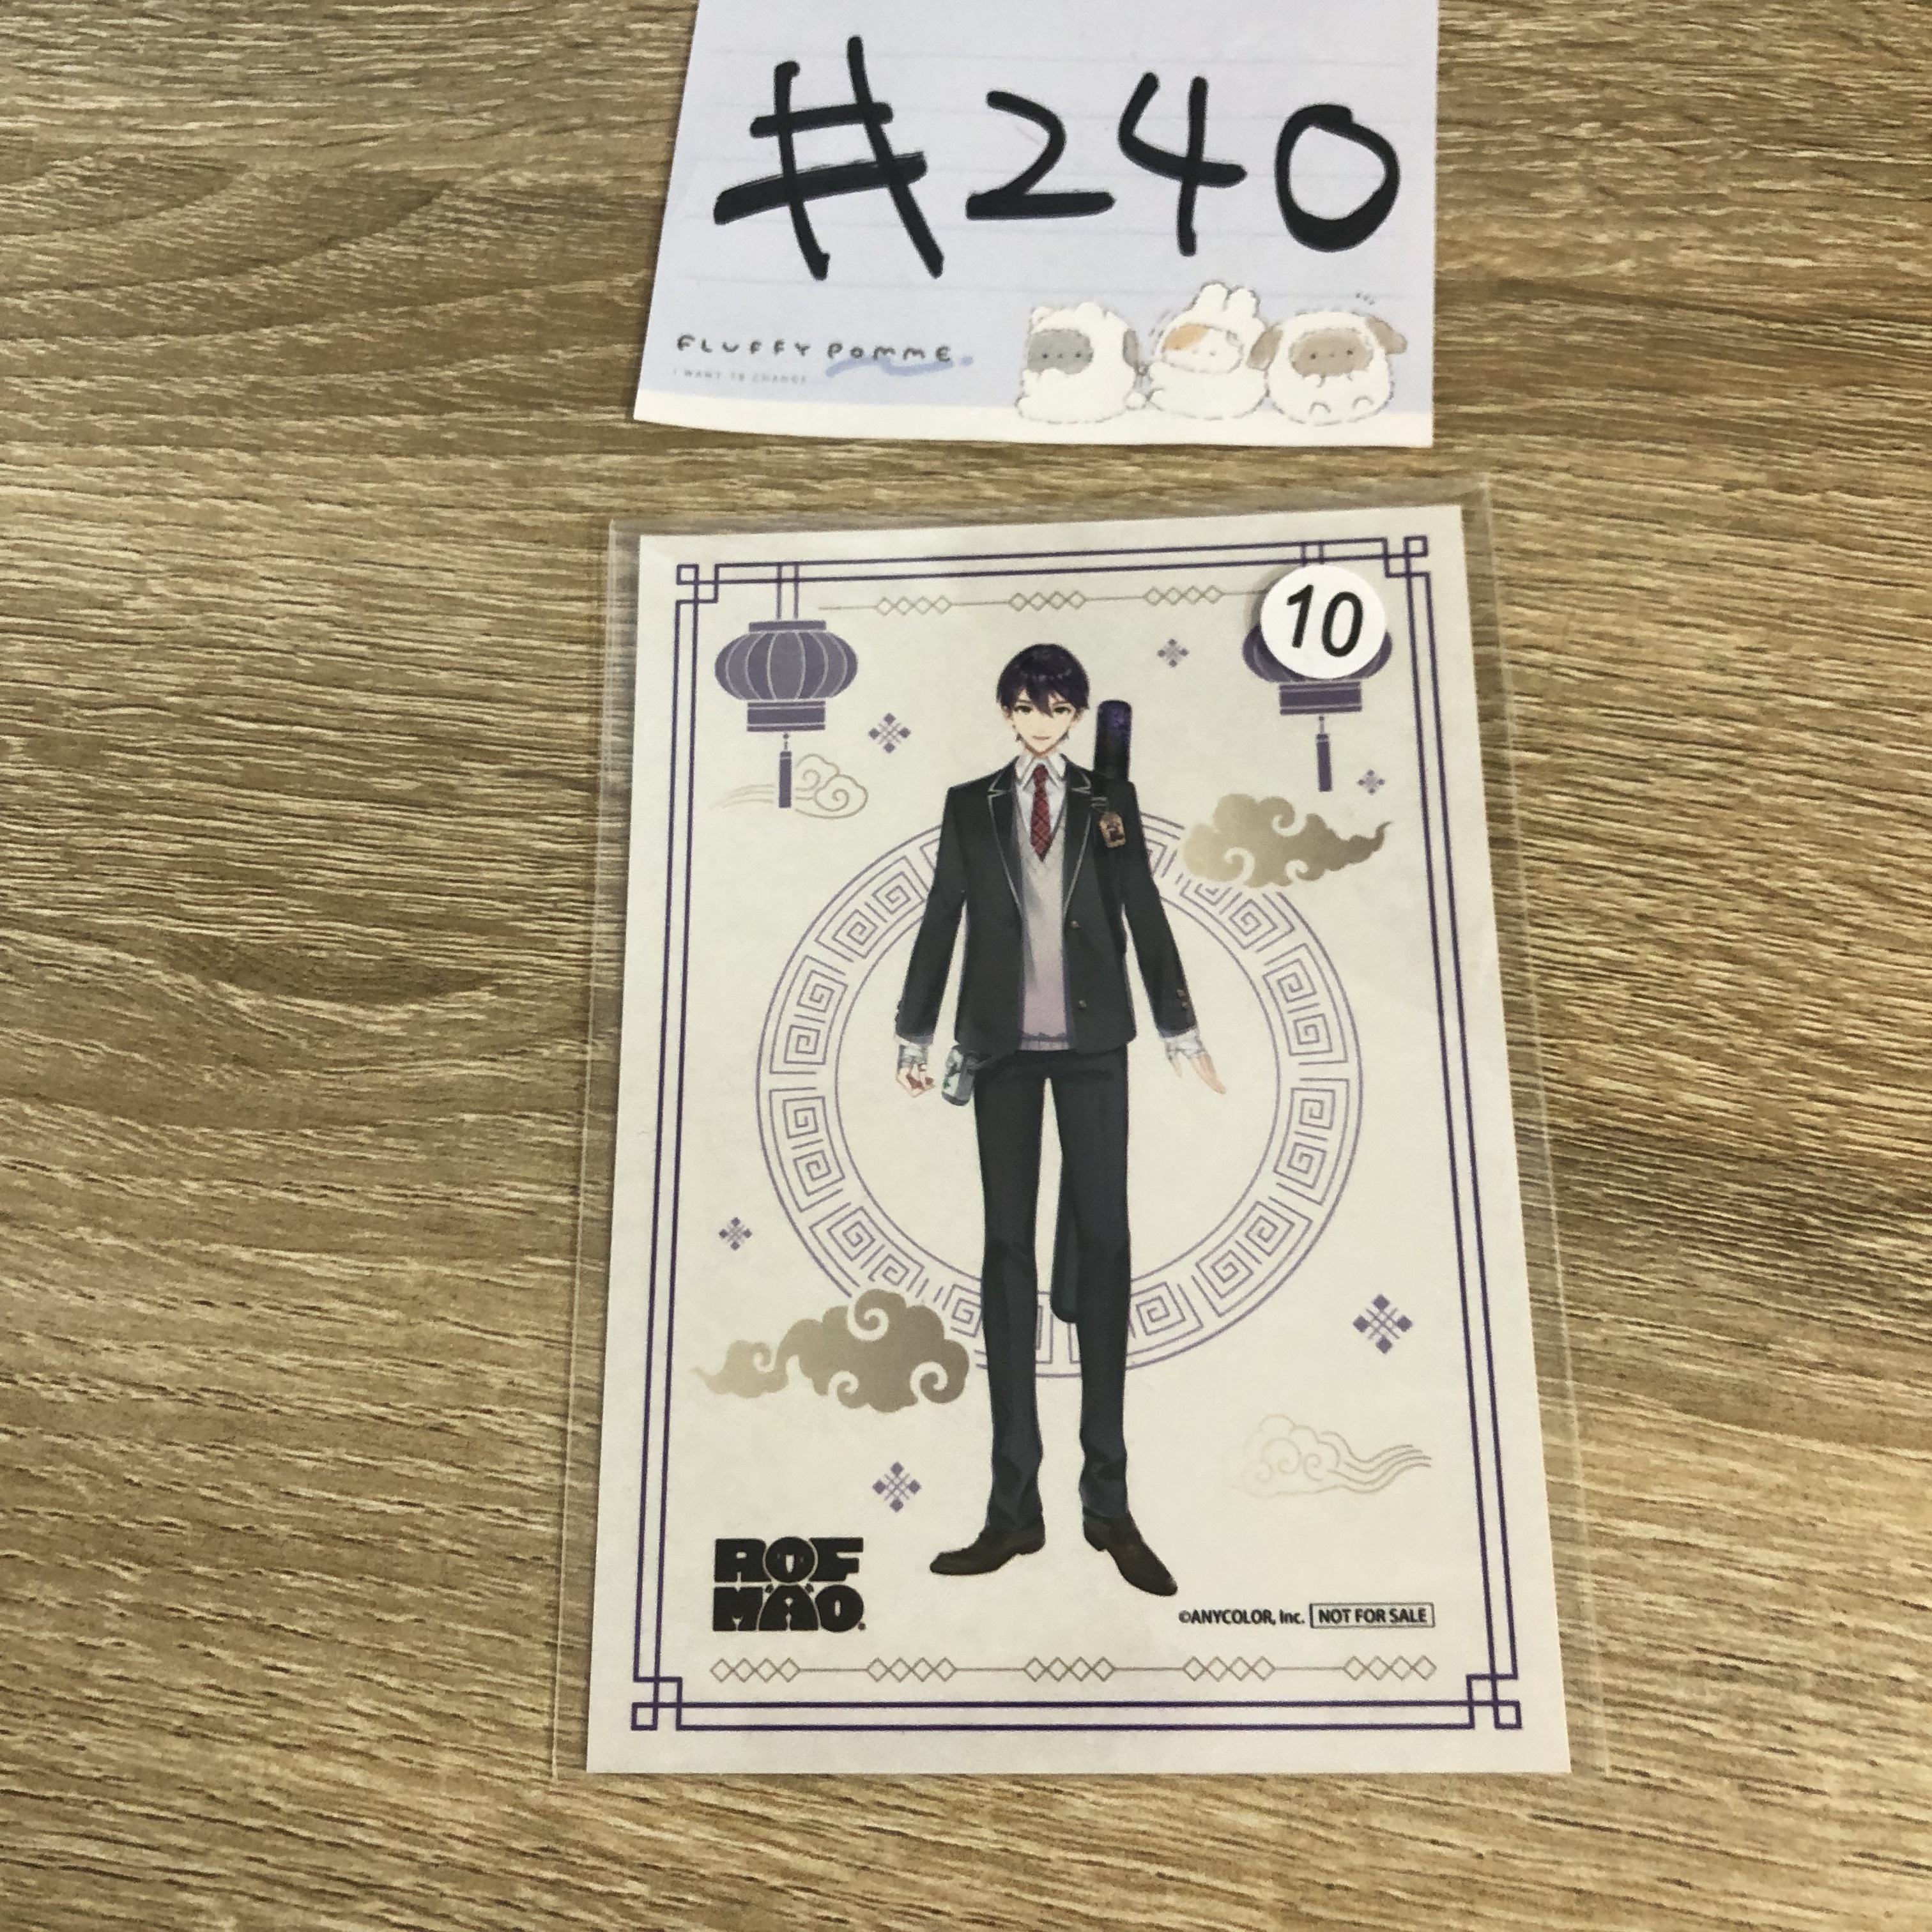 #240
FLUFFY POMME
I WANT TO CHANGE
10
ROF
MAO
©ANYCOLOR, Inc. NOT FOR SALE